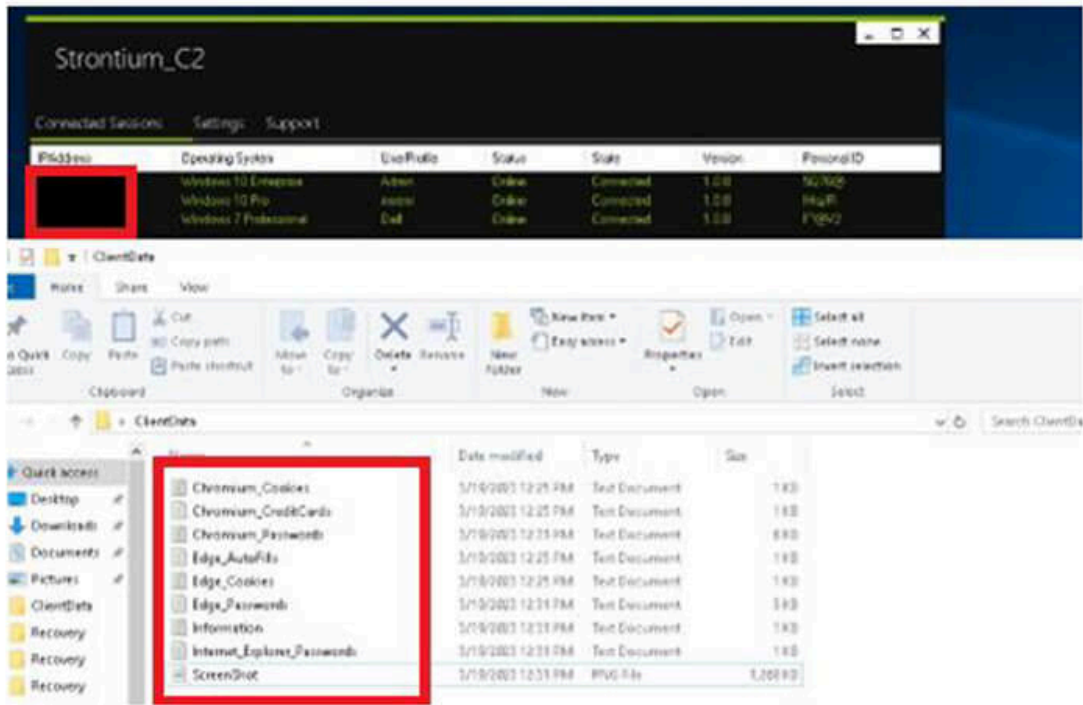 Strontium_C2
Connected Sessions Settings Support
IPAddress Operating System UserProfile Status State Version Personal ID
Windows 10 Enterprise Admin Online Connected 1.0.8
Windows 10 Pro Online Connected 1.0.8
Windows 7 Professional Dell Online Connected 1.0.8
ClientData
Home Share View
Cut
Copy path
Paste shortcut
Copy Paste
Move to
Copy to
Delete Rename
New folder
New item
Easy access
Properties
Open
Edit
Select all
Select none
Invert selection
Clipboard Organize New Open Select
ClientData
Search ClientDa
Name Date modified Type Size
Quick access
Desktop
Downloads
Documents
Pictures
ClientData
Recovery
Recovery
Recovery
Chromium_Cookies Text Document 1 KB
Chromium_CreditCards Text Document 1 KB
Chromium_Passwords Text Document
Edge_AutoFills Text Document 1 KB
Edge_Cookies Text Document 1 KB
Edge_Passwords Text Document
Information Text Document 1 KB
Internet_Explorer_Passwords Text Document 1 KB
ScreenShot PNG File